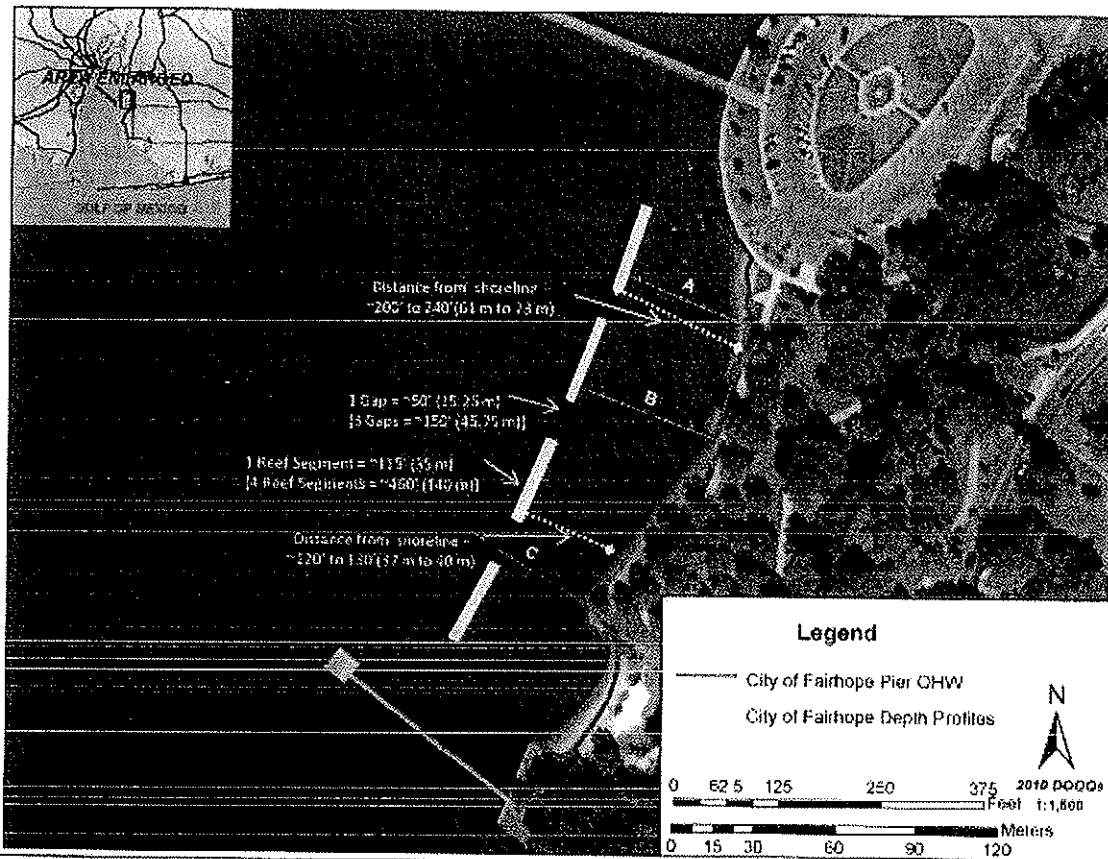 AREA ENLARGED
GULF OF MEXICO
Distance from shoreline
~200' to 240' (61 m to 73 m)
A
1 Gap = ~50' (15.25 m)
[3 Gaps = ~150' (45.75 m)]
B
1 Reef Segment = ~115' (35 m)
[4 Reef Segments = ~460' (140 m)]
Distance from shoreline
~120' to 130' (37 m to 40 m)
C
Legend
City of Fairhope Pier OHW
City of Fairhope Depth Profiles
N
2010 DOQQs
1:1,500
0 62.5 125 250 375
Feet
Meters
0 15 30 60 90 120